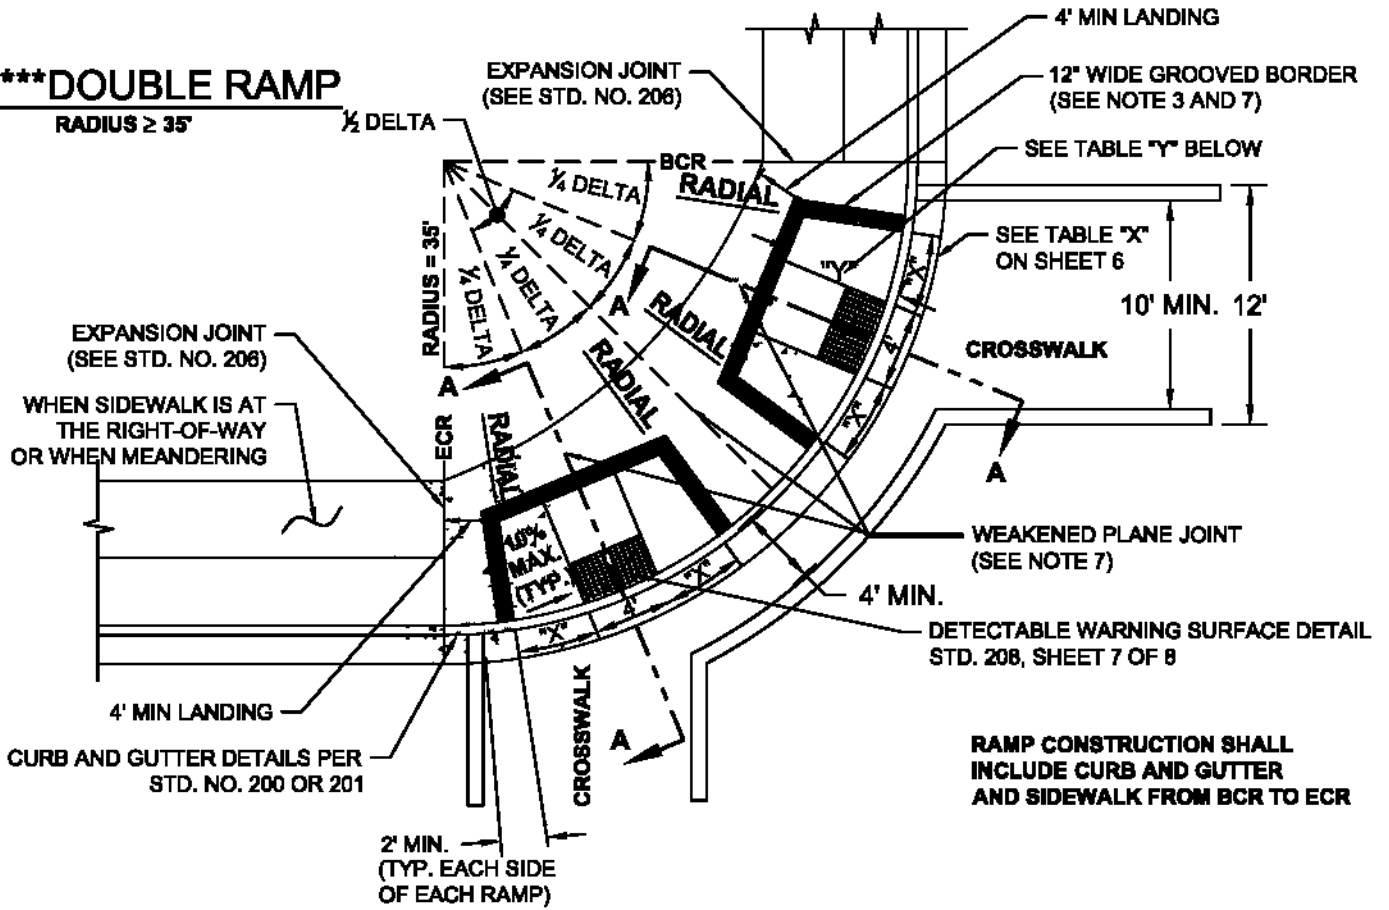 ***DOUBLE RAMP
RADIUS ≥ 35'
½ DELTA
EXPANSION JOINT
(SEE STD. NO. 206)
4' MIN LANDING
12" WIDE GROOVED BORDER
(SEE NOTE 3 AND 7)
SEE TABLE "Y" BELOW
BCR
RADIAL
¼ DELTA
¼ DELTA
¼ DELTA
¼ DELTA
RADIUS = 35'
SEE TABLE "X"
ON SHEET 6
"X"
"Y"
A
RADIAL
10' MIN.
12'
4'
CROSSWALK
"X"
A
EXPANSION JOINT
(SEE STD. NO. 206)
RADIAL
A
WHEN SIDEWALK IS AT
THE RIGHT-OF-WAY
OR WHEN MEANDERING
ECR
RADIAL
WEAKENED PLANE JOINT
(SEE NOTE 7)
1.0%
MAX.
(TYP.)
"X"
4'
"X"
4' MIN.
DETECTABLE WARNING SURFACE DETAIL
STD. 208, SHEET 7 OF 8
4' MIN LANDING
CURB AND GUTTER DETAILS PER
STD. NO. 200 OR 201
CROSSWALK
A
RAMP CONSTRUCTION SHALL
INCLUDE CURB AND GUTTER
AND SIDEWALK FROM BCR TO ECR
2' MIN.
(TYP. EACH SIDE
OF EACH RAMP)